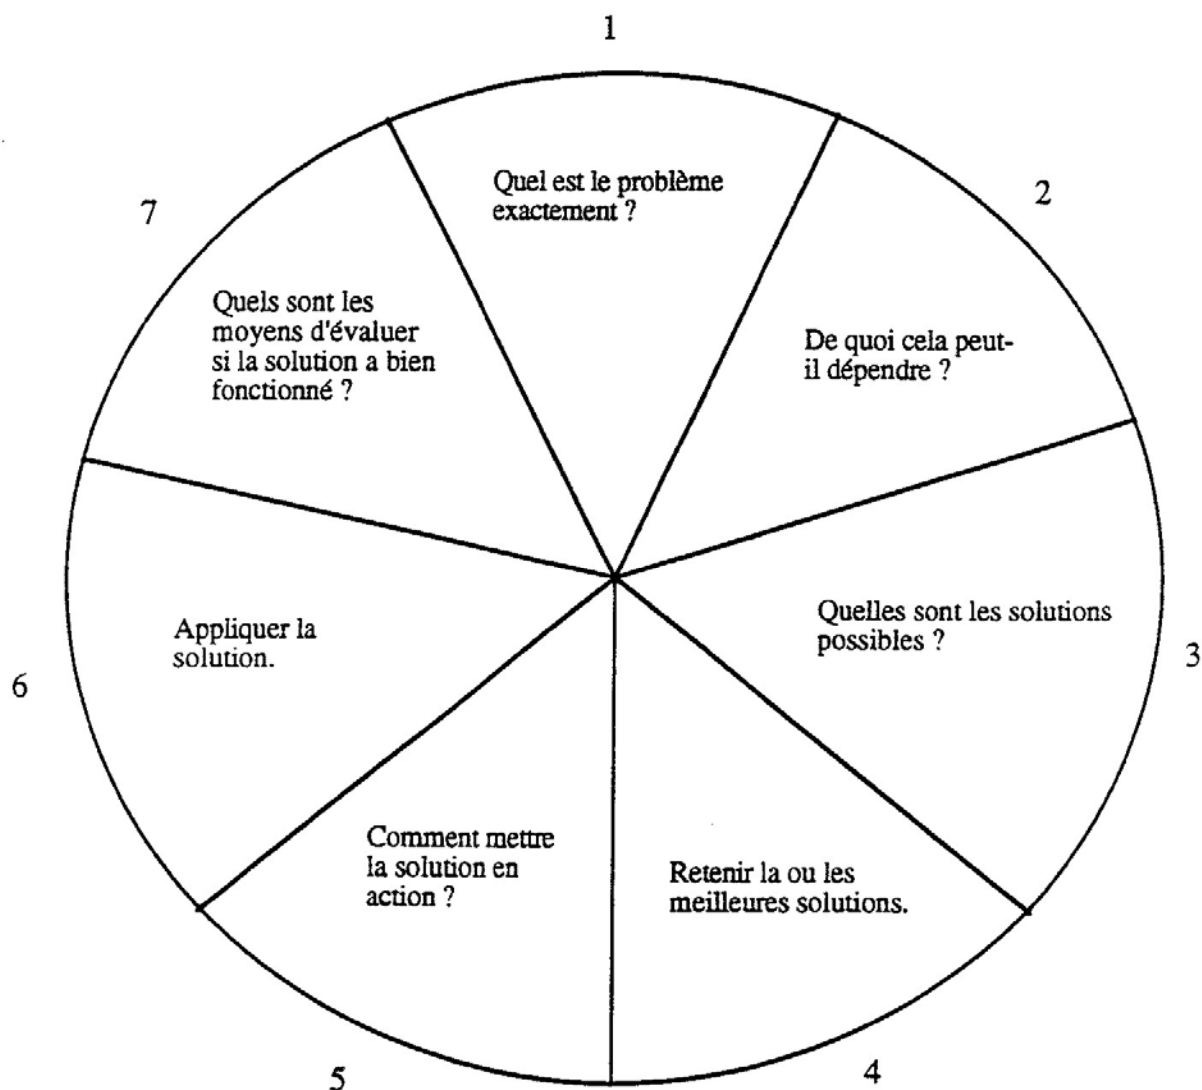 1
Quel est le problème
exactement ?
2
De quoi cela peut-
il dépendre ?
3
Quelles sont les solutions
possibles ?
4
Retenir la ou les
meilleures solutions.
5
Comment mettre
la solution en
action ?
6
Appliquer la
solution.
7
Quels sont les
moyens d'évaluer
si la solution a bien
fonctionné ?